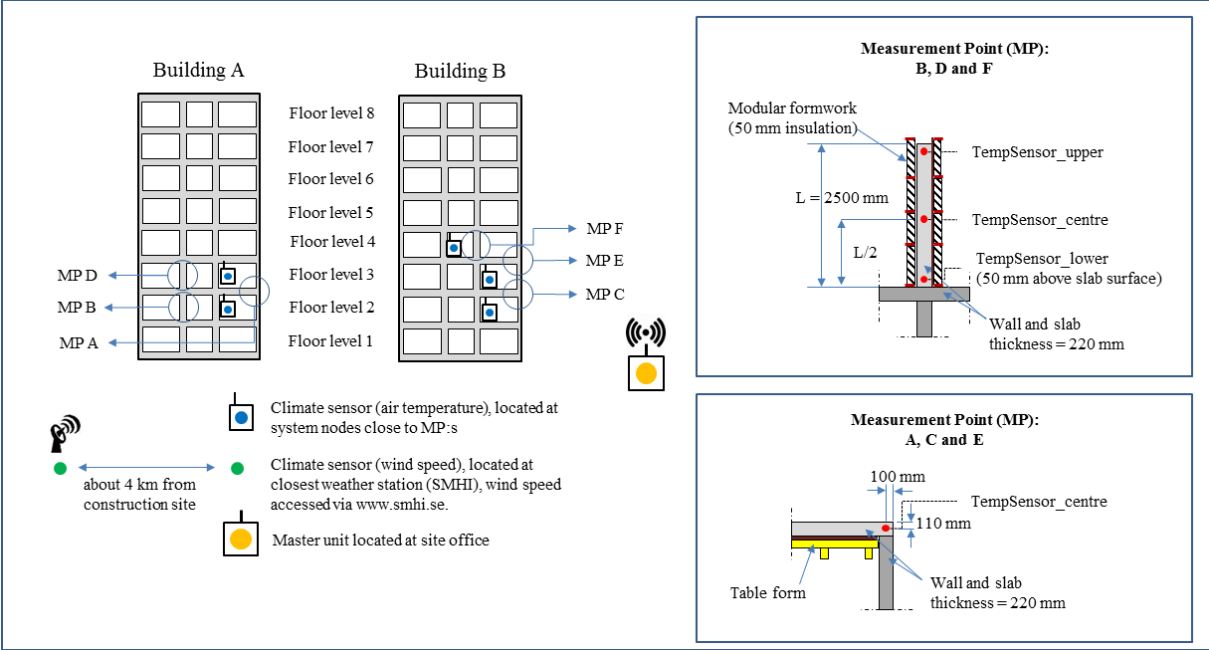 Building A
Building B
Floor level 8
Floor level 7
Floor level 6
Floor level 5
Floor level 4
Floor level 3
Floor level 2
Floor level 1
MP D
MP B
MP A
MP F
MP E
MP C
Climate sensor (air temperature), located at
system nodes close to MP:s
about 4 km from
construction site
Climate sensor (wind speed), located at
closest weather station (SMHI), wind speed
accessed via www.smhi.se.
Master unit located at site office
Measurement Point (MP):
B, D and F
Modular formwork
(50 mm insulation)
TempSensor_upper
L = 2500 mm
TempSensor_centre
L/2
TempSensor_lower
(50 mm above slab surface)
Wall and slab
thickness = 220 mm
Measurement Point (MP):
A, C and E
100 mm
TempSensor_centre
110 mm
Table form
Wall and slab
thickness = 220 mm